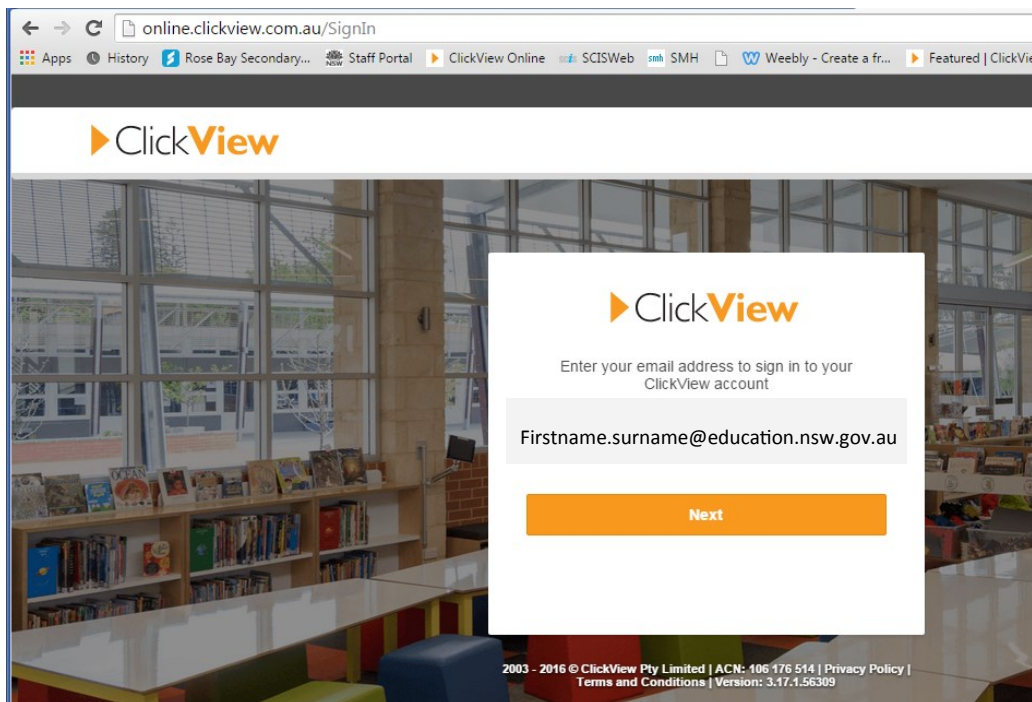 online.clickview.com.au/SignIn
Apps History Rose Bay Secondary... Staff Portal ClickView Online SCISWeb smh SMH Weebly - Create a fr... Featured | ClickVie
ClickView
ClickView
Enter your email address to sign in to your
ClickView account
Firstname.surname@education.nsw.gov.au
Next
2003 - 2016 © ClickView Pty Limited | ACN: 106 176 514 | Privacy Policy |
Terms and Conditions | Version: 3.17.1.56309
OCEAN